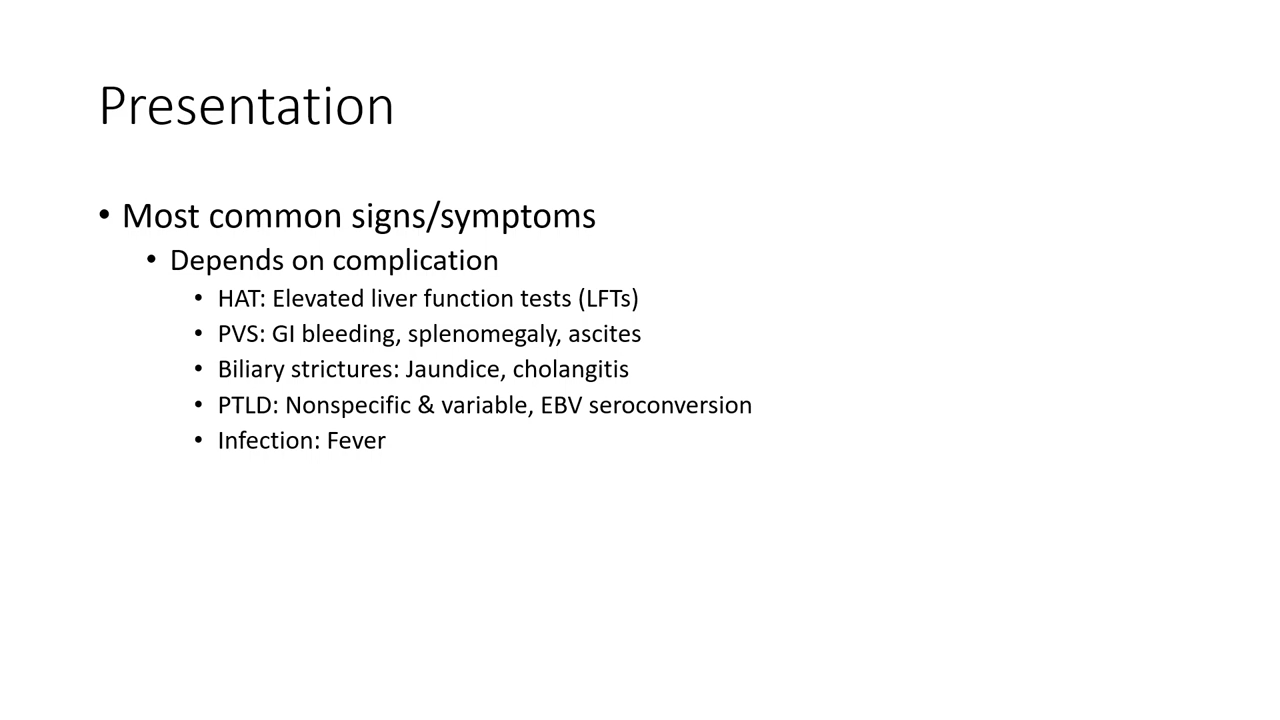 Presentation
• Most common signs/symptoms
• Depends on complication
• HAT: Elevated liver function tests (LFTs)
• PVS: GI bleeding, splenomegaly, ascites
• Biliary strictures: Jaundice, cholangitis
• PTLD: Nonspecific & variable, EBV seroconversion
• Infection: Fever